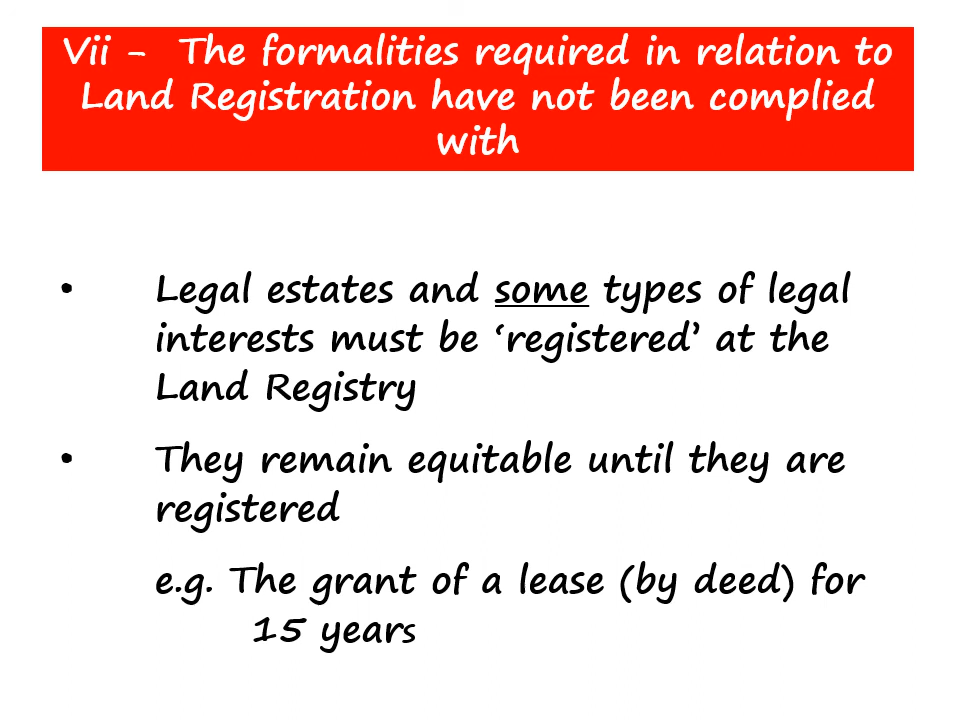 Vii - The formalities required in relation to
Land Registration have not been complied
with
• Legal estates and some types of legal
interests must be ‘registered’ at the
Land Registry
• They remain equitable until they are
registered
e.g. The grant of a lease (by deed) for
15 years